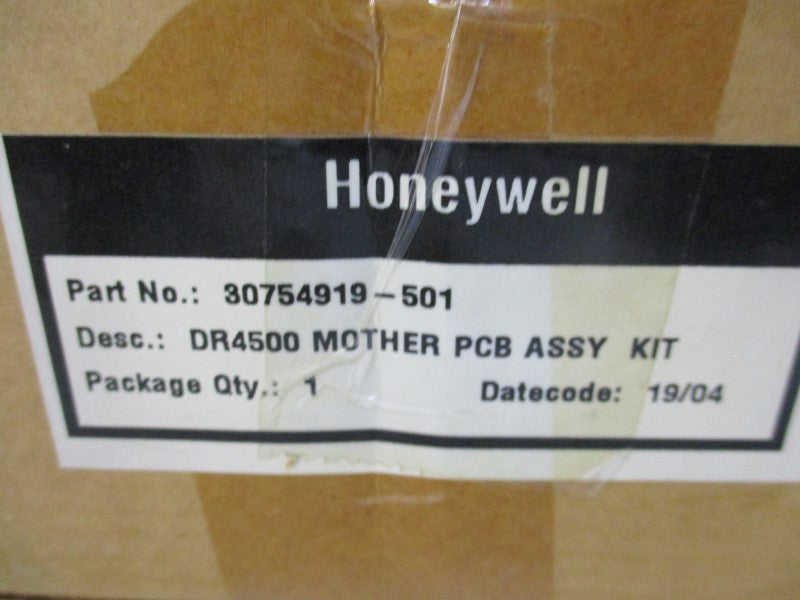 Honeywell
Part No.: 30754919-501
Desc.: DR4500 MOTHER PCB ASSY KIT
Package Qty.: 1 Datecode: 19/04